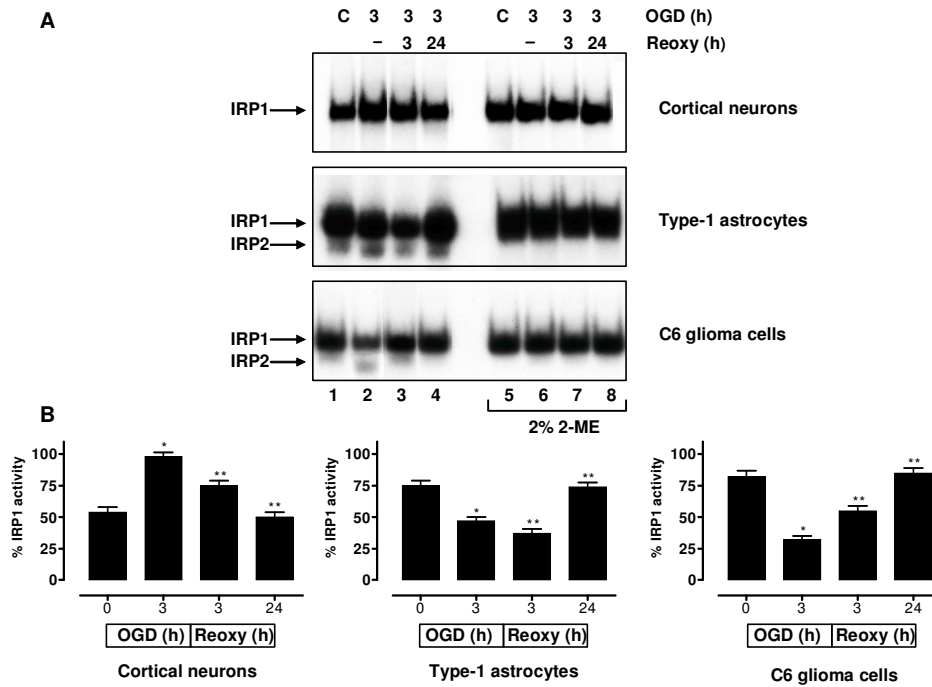 A
C 3 3 3 C 3 3 3 OGD (h)
– 3 24 – 3 24 Reoxy (h)
IRP1
Cortical neurons
IRP1
IRP2
Type-1 astrocytes
IRP1
IRP2
C6 glioma cells
1 2 3 4 5 6 7 8
2% 2-ME
B
% IRP1 activity
100
75
50
25
0
*
**
**
0 3 3 24
OGD (h) Reoxy (h)
Cortical neurons
% IRP1 activity
100
75
50
25
0
*
**
**
0 3 3 24
OGD (h) Reoxy (h)
Type-1 astrocytes
% IRP1 activity
100
75
50
25
0
*
**
**
0 3 3 24
OGD (h) Reoxy (h)
C6 glioma cells